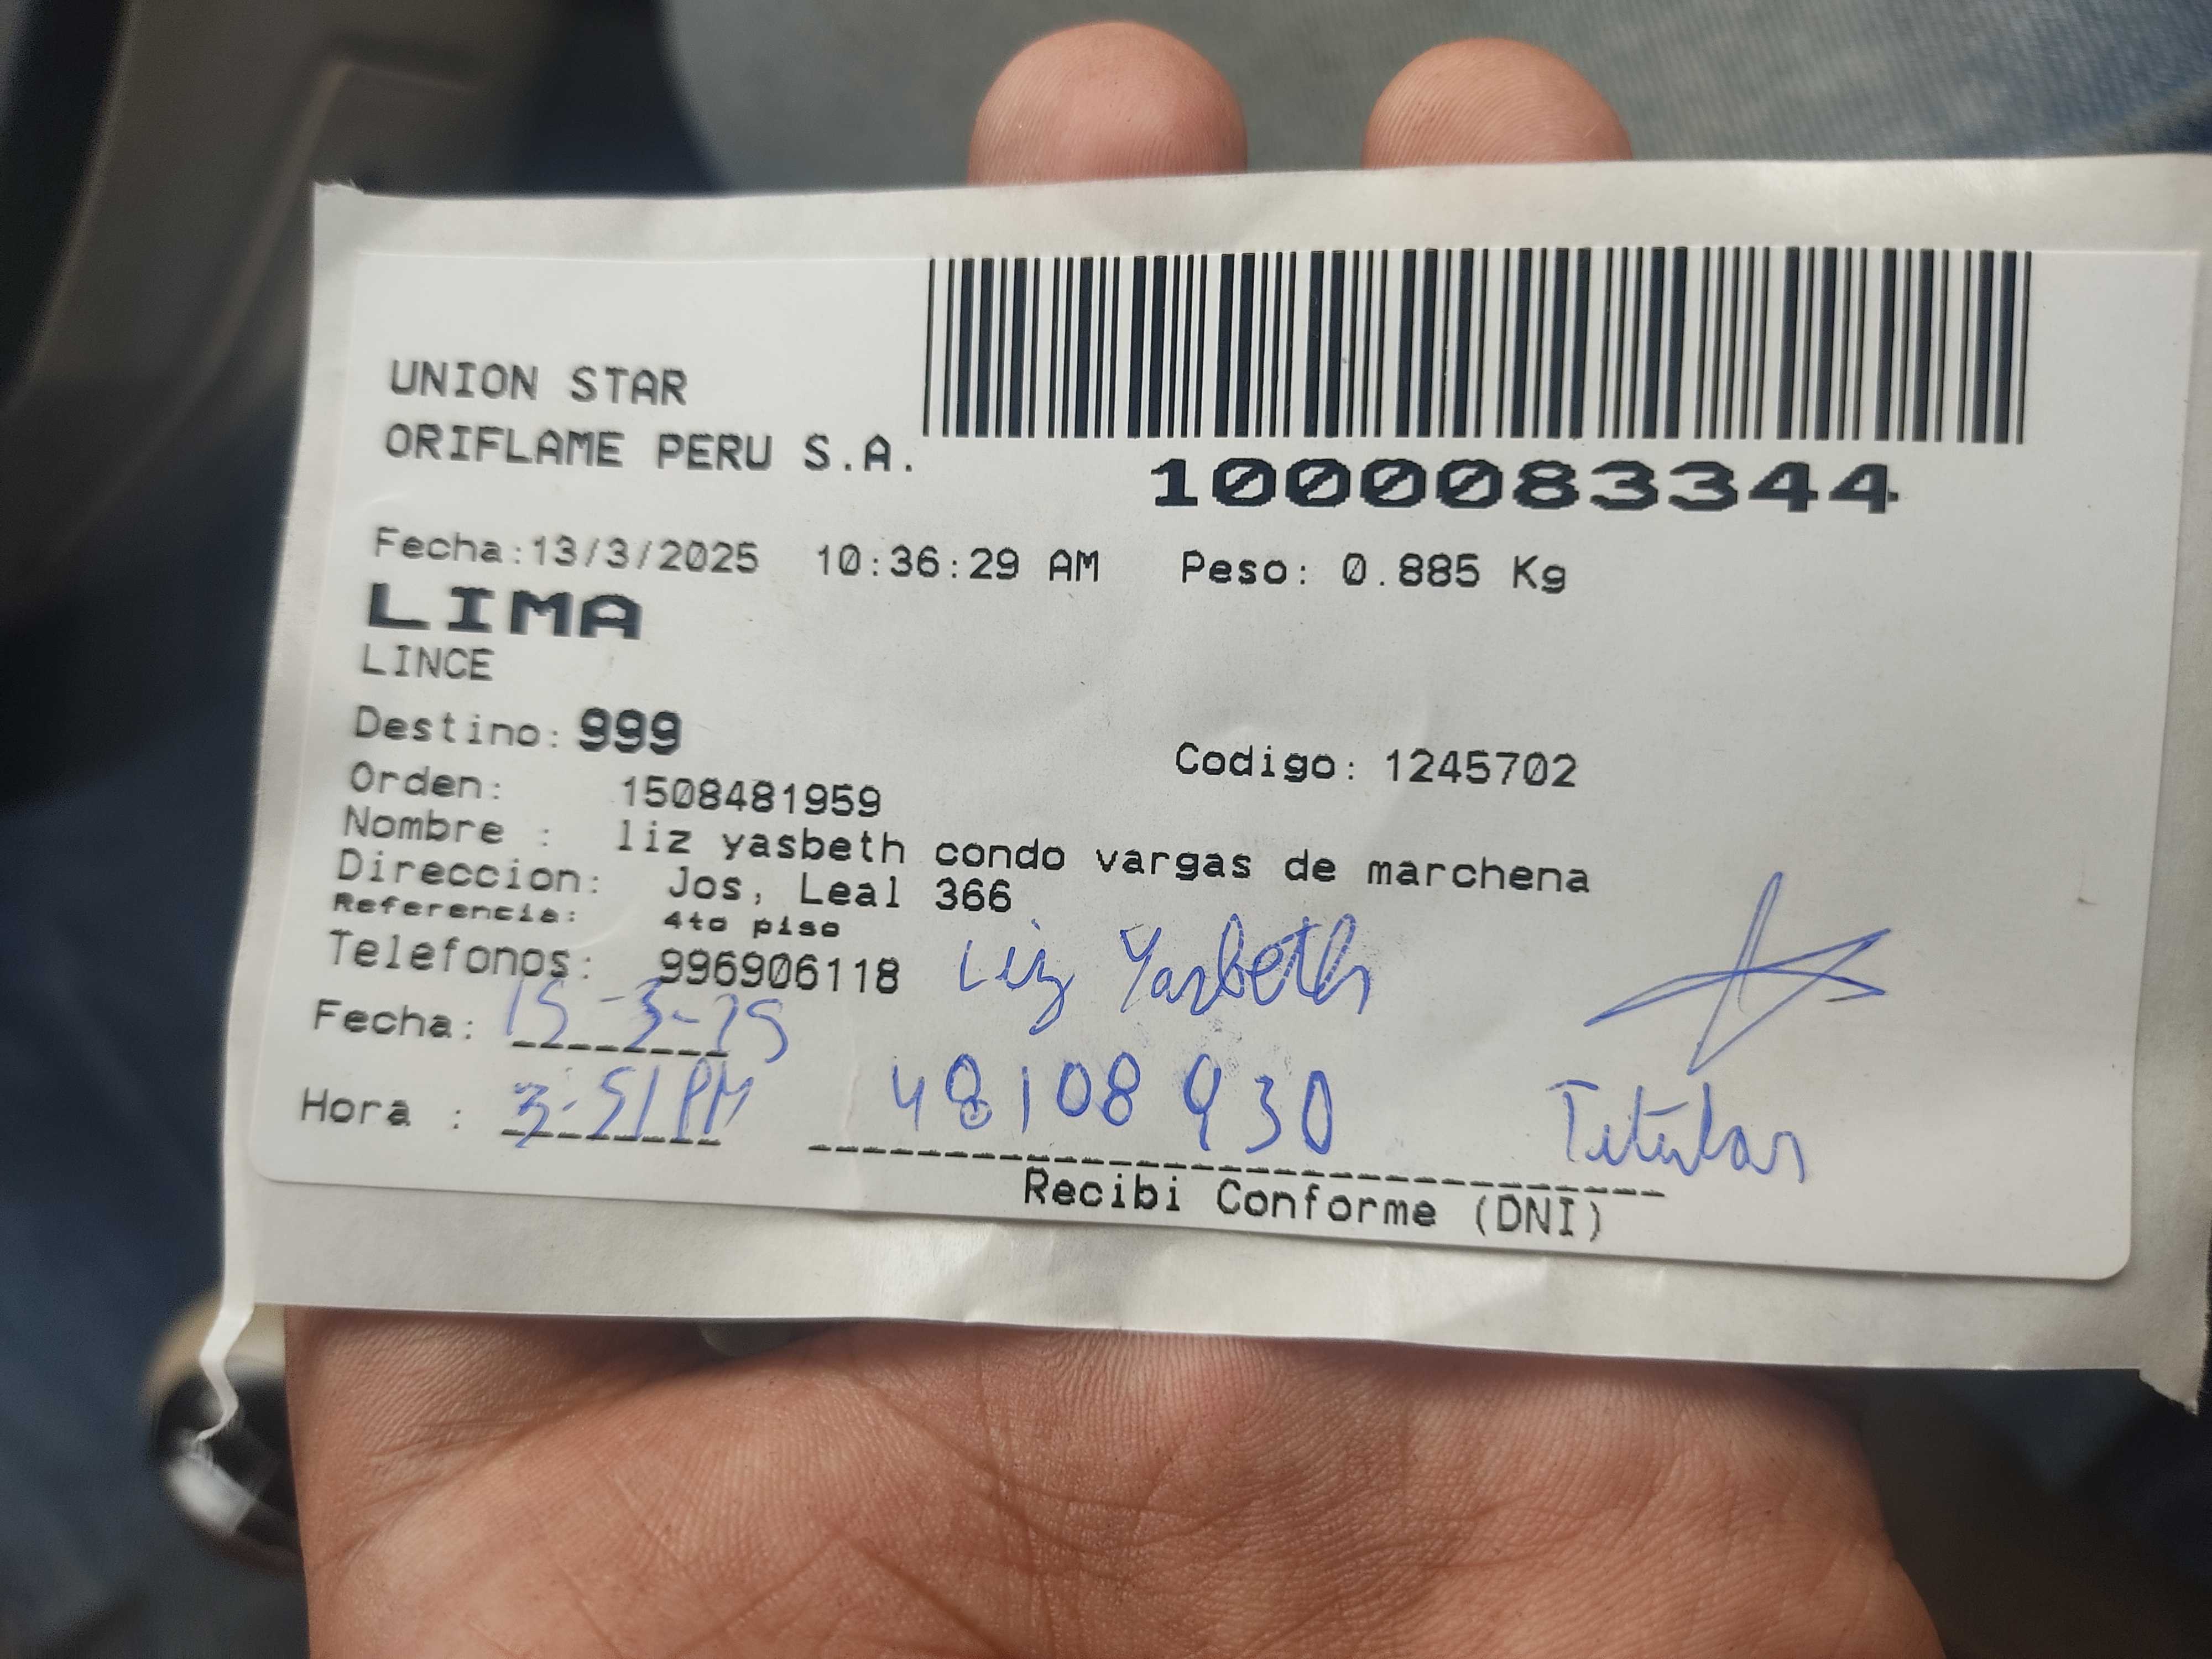 UNION STAR
ORIFLAME PERU S.A.
1000083344
Fecha:13/3/2025 10:36:29 AM Peso: 0.885 Kg
LIMA
LINCE
Destino: 999
Codigo: 1245702
Orden: 1508481959
Nombre : liz yasbeth condo vargas de marchena
Direccion: Jos, Leal 366
Referencia: 4to piso
Telefonos: 996906118 Liz Yasbeth
Fecha: 15-3-25
Hora : 3-51 PM 48108930 Titular
Recibi Conforme (DNI)